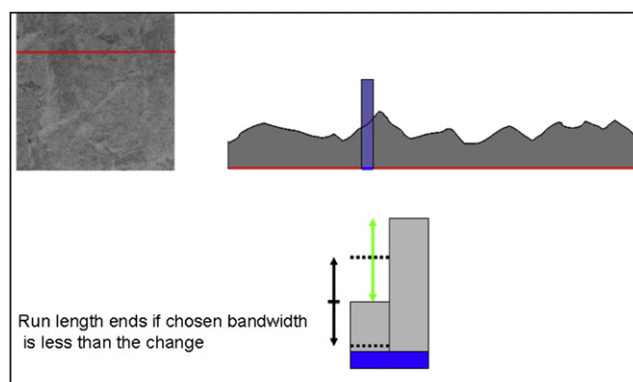 Run length ends if chosen bandwidth
is less than the change